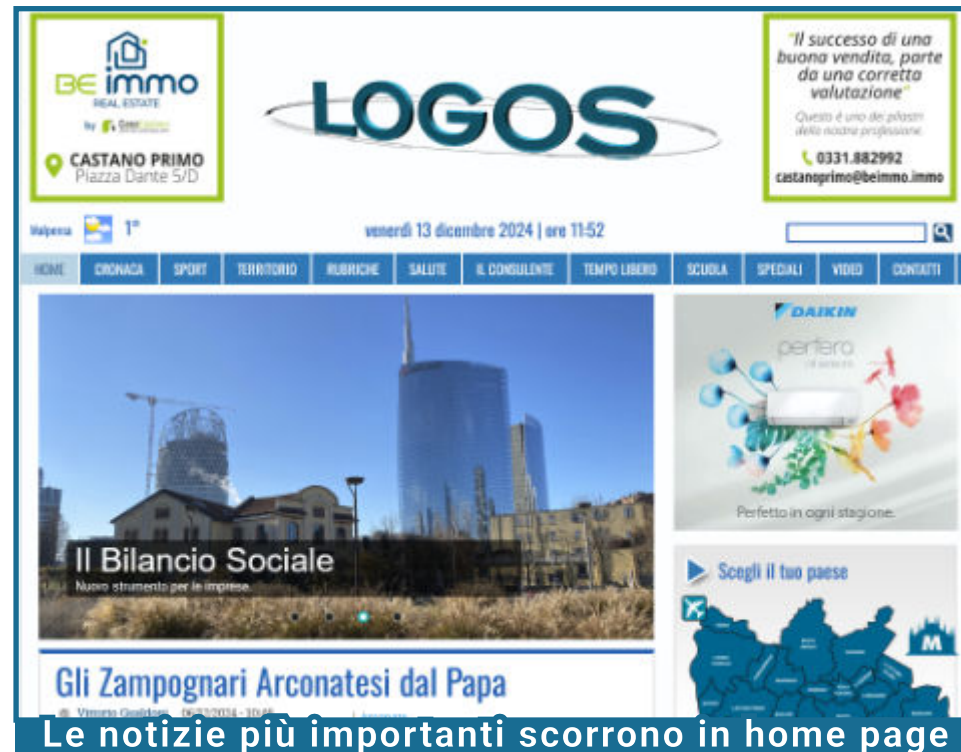 BE immo
REAL ESTATE
by
CASTANO PRIMO
Piazza Dante 5/D
LOGOS
"Il successo di una
buona vendita, parte
da una corretta
valutazione"
Questo è uno dei pilastri
della nostra professione.
0331.882992
castanoprimo@beimmo.immo
Malpensa 1°
venerdì 13 dicembre 2024 | ore 11:52
HOME CRONACA SPORT TERRITORIO RUBRICHE SALUTE IL CONSULENTE TEMPO LIBERO SCUOLA SPECIALI VIDEO CONTATTI
DAIKIN
perfera
Perfetto in ogni stagione.
Il Bilancio Sociale
Nuovo strumento per le imprese.
Scegli il tuo paese
M
Gli Zampognari Arconatesi dal Papa
Le notizie più importanti scorrono in home page